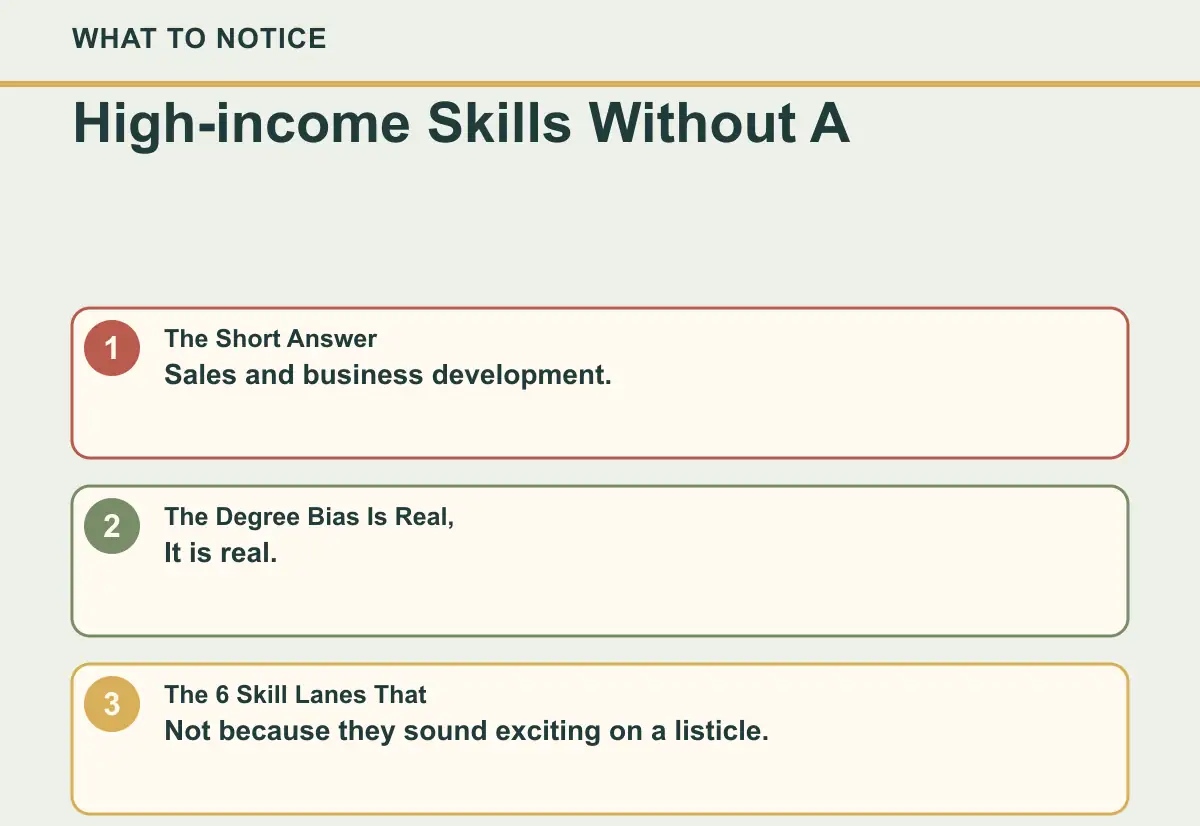 WHAT TO NOTICE
High-income Skills Without A
1
The Short Answer
Sales and business development.
2
The Degree Bias Is Real,
It is real.
3
The 6 Skill Lanes That
Not because they sound exciting on a listicle.